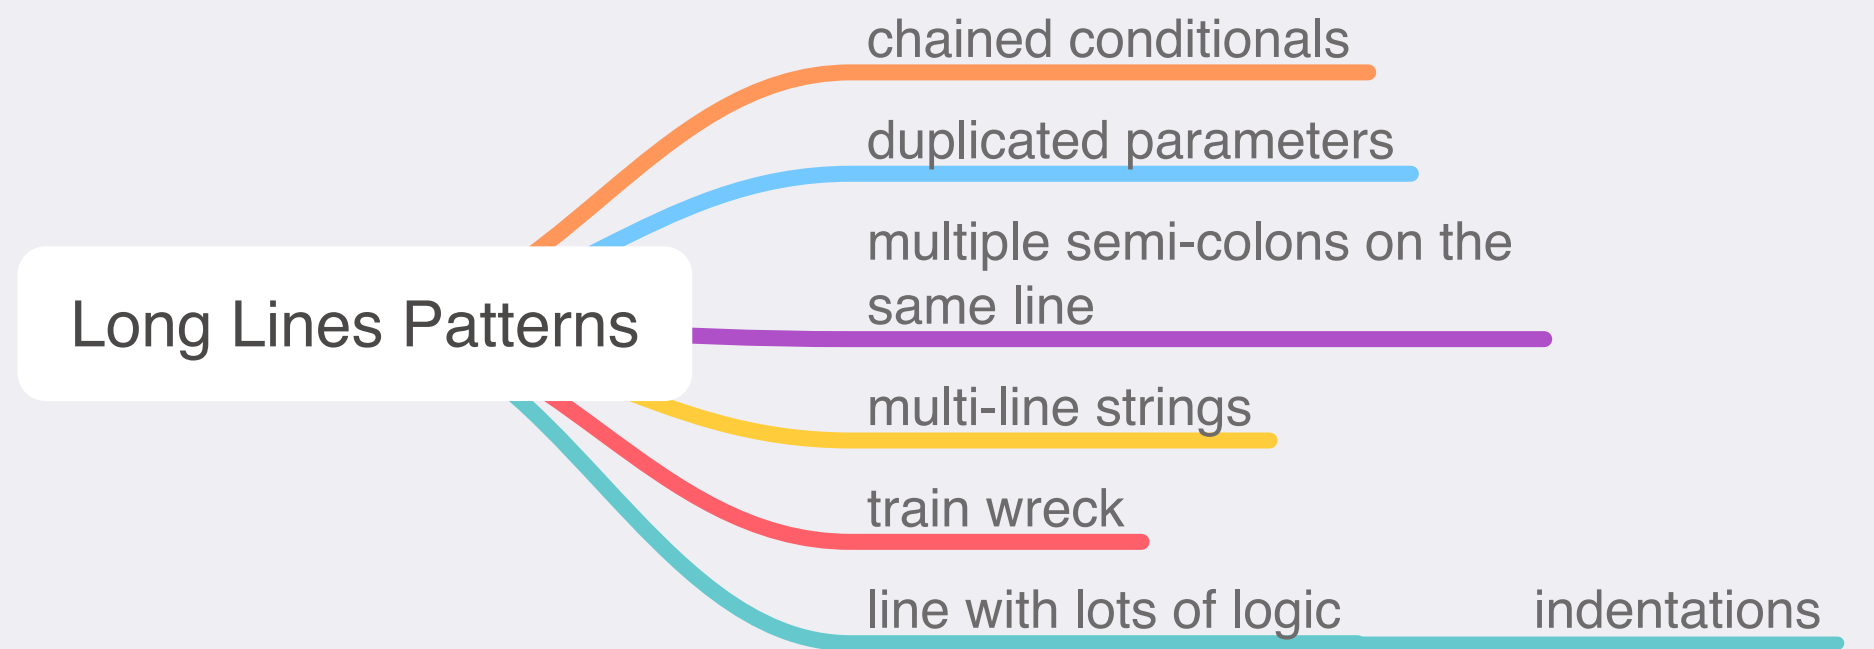 Long Lines Patterns
chained conditionals
duplicated parameters
multiple semi-colons on the
same line
multi-line strings
train wreck
line with lots of logic
indentations